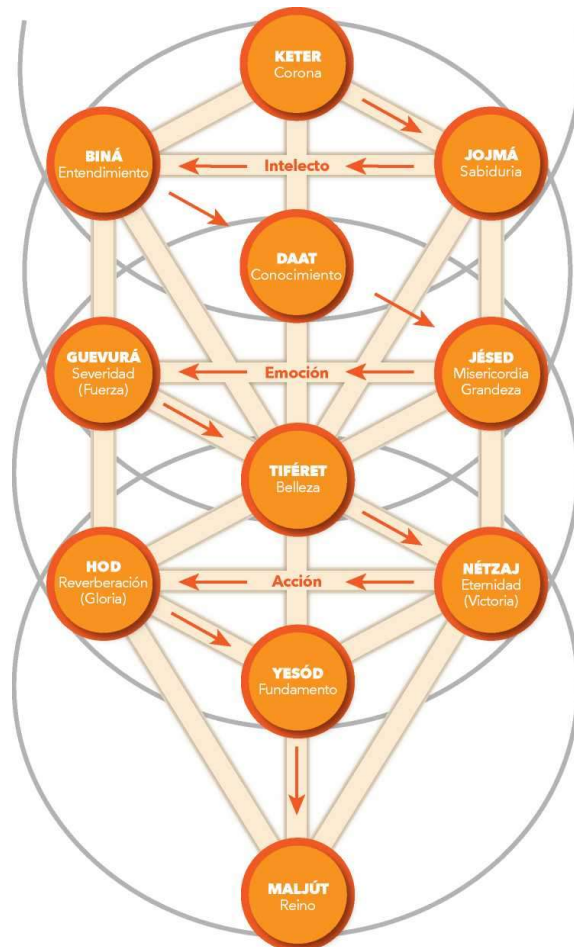 KETER
Corona
BINÁ
Entendimiento
Intelecto
JOJMÁ
Sabiduria
DAAT
Conocimiento
GUEVURÁ
Severidad
(Fuerza)
Emoción
JÉSED
Misericordia
Grandeza
TIFÉRET
Belleza
HOD
Reverberación
(Gloria)
Acción
NÉTZAJ
Eternidad
(Victoria)
YESÓD
Fundamento
MALJÚT
Reino